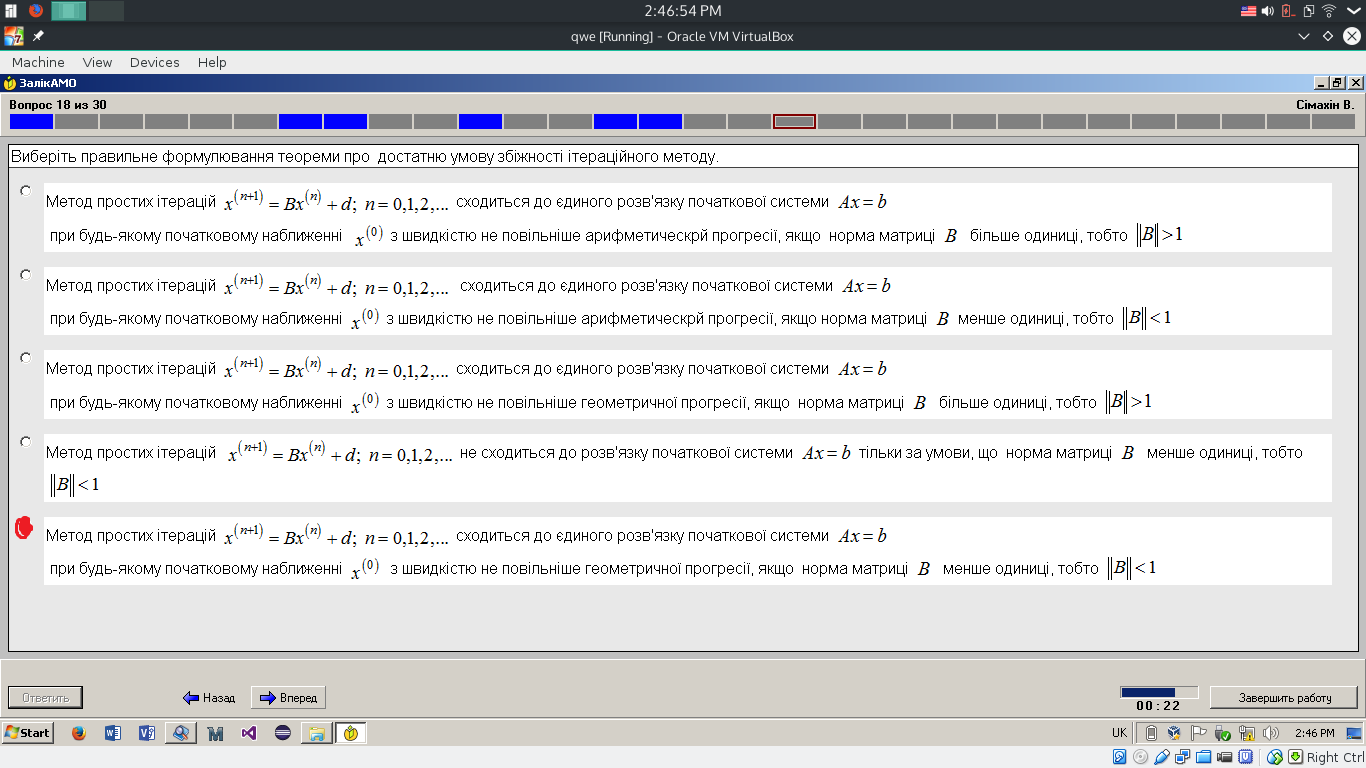 2:46:54 PM
qwe [Running] - Oracle VM VirtualBox
Machine View Devices Help
ЗалікАМО
Вопрос 18 из 30 Сімахін В.
Виберіть правильне формулювання теореми про достатню умову збіжності ітераційного методу.
Метод простих ітерацій x^(n+1) = Bx^(n) + d; n = 0,1,2,... сходиться до єдиного розв'язку початкової системи Ax = b
при будь-якому початковому наближенні x^(0) з швидкістю не повільніше арифметическрй прогресії, якщо норма матриці B більше одиниці, тобто ||B|| > 1
Метод простих ітерацій x^(n+1) = Bx^(n) + d; n = 0,1,2,... сходиться до єдиного розв'язку початкової системи Ax = b
при будь-якому початковому наближенні x^(0) з швидкістю не повільніше арифметическрй прогресії, якщо норма матриці B менше одиниці, тобто ||B|| < 1
Метод простих ітерацій x^(n+1) = Bx^(n) + d; n = 0,1,2,... сходиться до єдиного розв'язку початкової системи Ax = b
при будь-якому початковому наближенні x^(0) з швидкістю не повільніше геометричної прогресії, якщо норма матриці B більше одиниці, тобто ||B|| > 1
Метод простих ітерацій x^(n+1) = Bx^(n) + d; n = 0,1,2,... не сходиться до розв'язку початкової системи Ax = b тільки за умови, що норма матриці B менше одиниці, тобто
||B|| < 1
Метод простих ітерацій x^(n+1) = Bx^(n) + d; n = 0,1,2,... сходиться до єдиного розв'язку початкової системи Ax = b
при будь-якому початковому наближенні x^(0) з швидкістю не повільніше геометричної прогресії, якщо норма матриці B менше одиниці, тобто ||B|| < 1
Ответить Назад Вперед Завершить работу
00:22
Start UK 2:46 PM
Right Ctrl